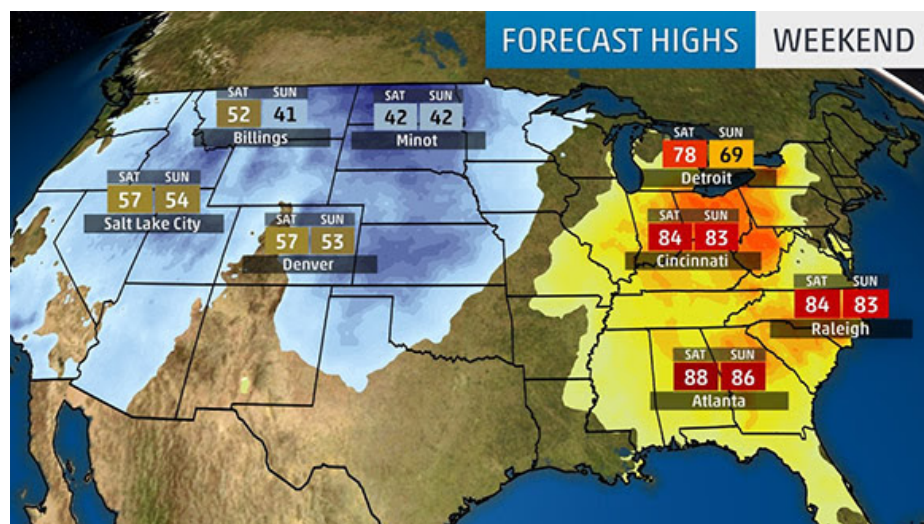 FORECAST HIGHS WEEKEND
SAT SUN
52 41
Billings
SAT SUN
42 42
Minot
SAT SUN
78 69
Detroit
SAT SUN
57 54
Salt Lake City
SAT SUN
57 53
Denver
SAT SUN
84 83
Cincinnati
SAT SUN
84 83
Raleigh
SAT SUN
88 86
Atlanta